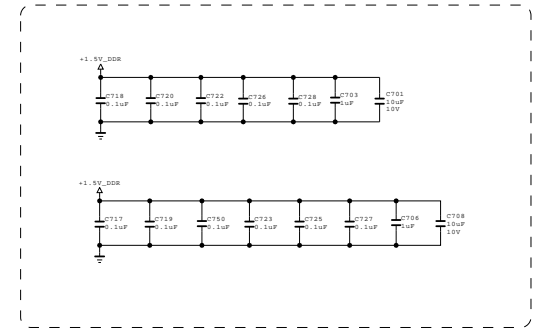 +1.5V_DDR
C718
0.1uF
C720
0.1uF
C722
0.1uF
C726
0.1uF
C728
0.1uF
C703
1uF
C701
10uF
10V
+1.5V_DDR
C717
0.1uF
C719
0.1uF
C750
0.1uF
C723
0.1uF
C725
0.1uF
C727
0.1uF
C706
1uF
C708
10uF
10V